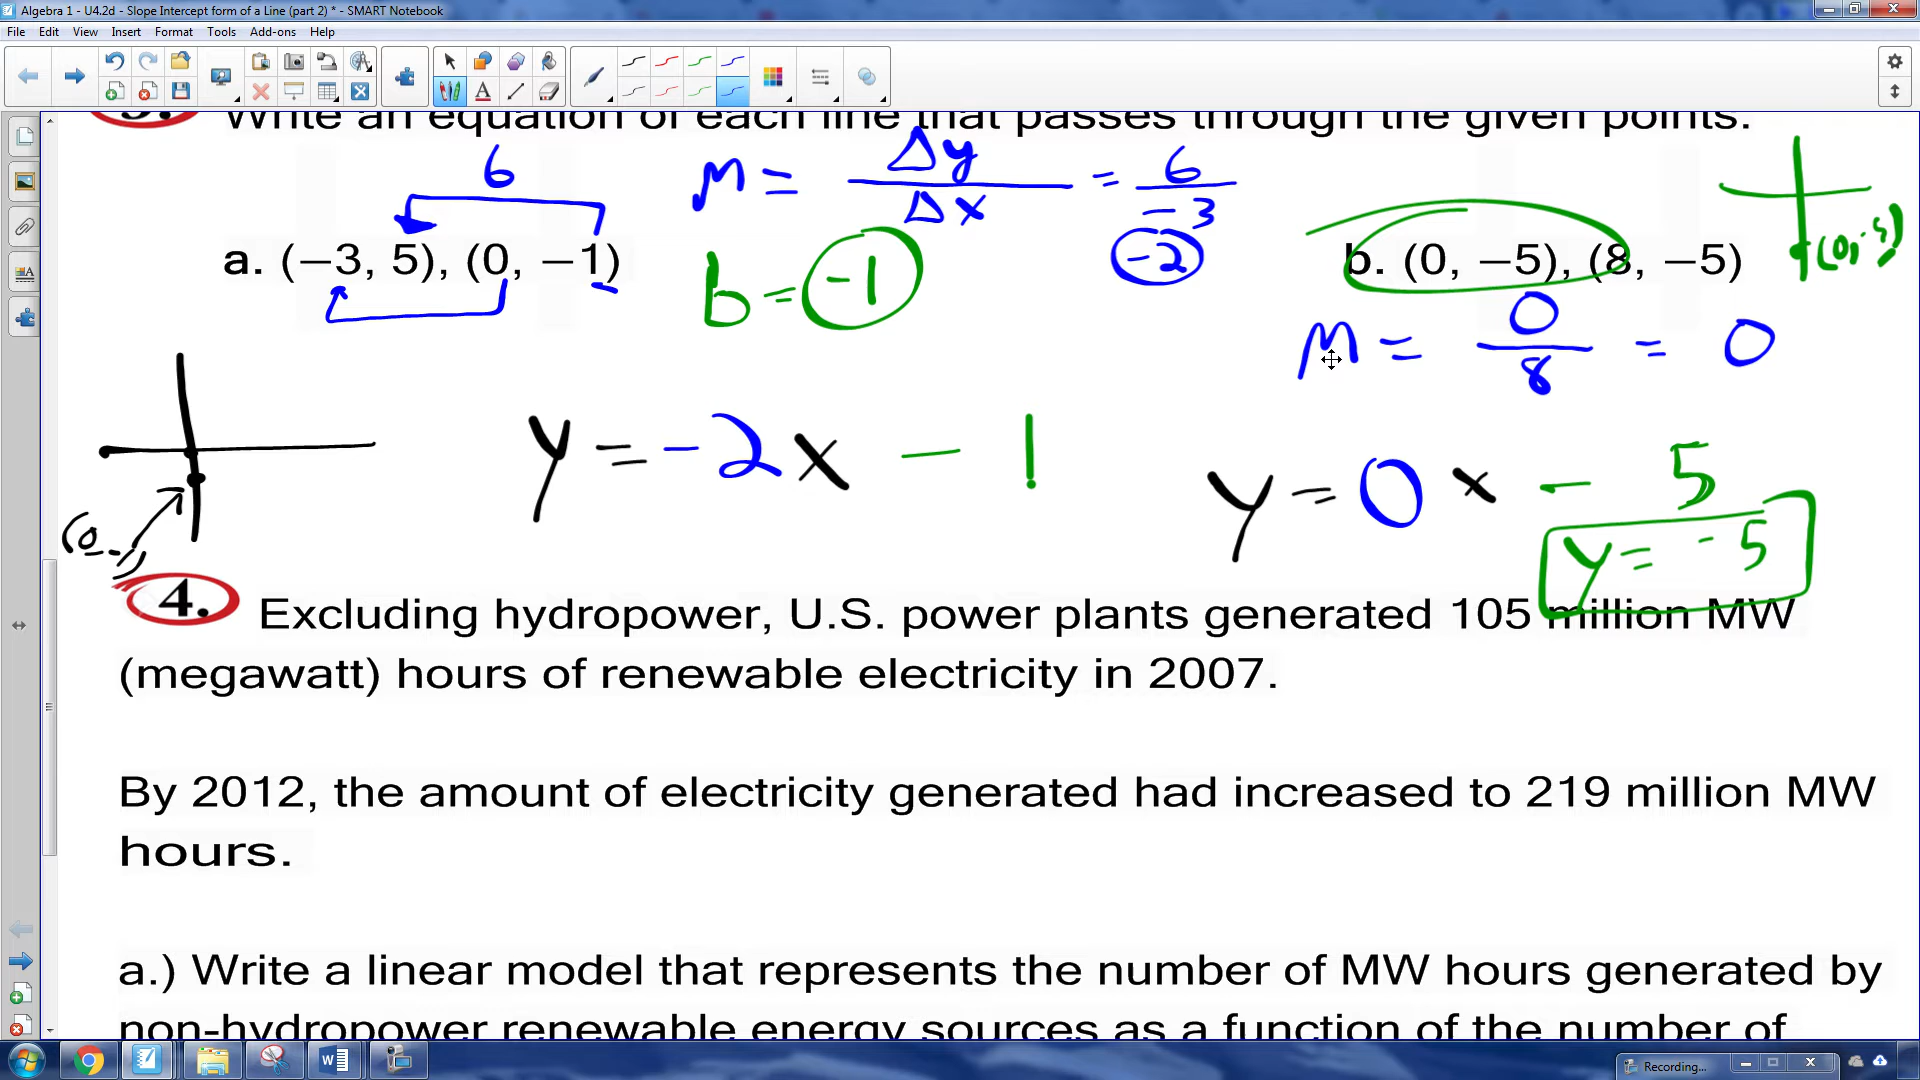 Algebra 1 - U4.2d - Slope Intercept form of a Line (part 2) * - SMART Notebook
File Edit View Insert Format Tools Add-ons Help
Write an equation of each line that passes through the given points.
6
M = Δy / Δx = 6 / -3
-2
a. (−3, 5), (0, −1)
b = -1
b. (0, −5), (8, −5)
(0, -5)
M = 0 / 8 = 0
y = -2x - 1
y = 0x - 5
y = -5
(0, -1)
4. Excluding hydropower, U.S. power plants generated 105 million MW
(megawatt) hours of renewable electricity in 2007.
By 2012, the amount of electricity generated had increased to 219 million MW
hours.
a.) Write a linear model that represents the number of MW hours generated by
non-hydropower renewable energy sources as a function of the number of
Recording...